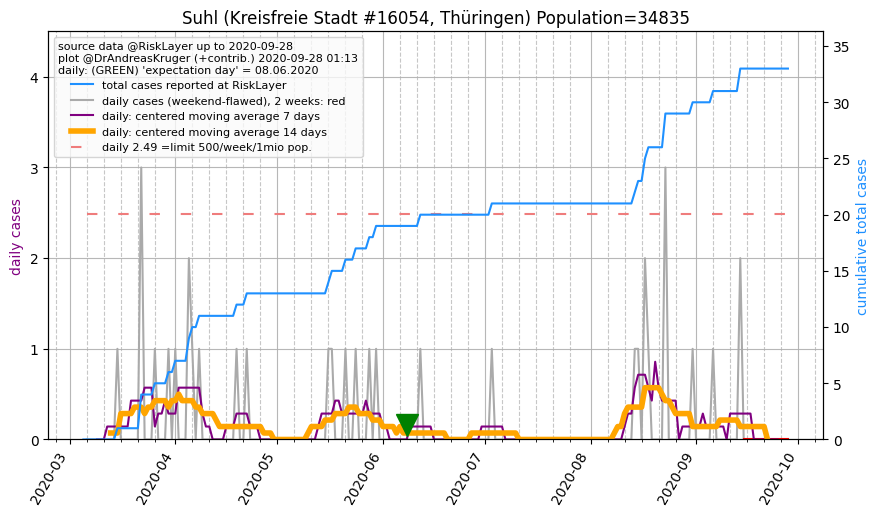 Suhl (Kreisfreie Stadt #16054, Thüringen) Population=34835
source data @RiskLayer up to 2020-09-28
plot @DrAndreasKruger (+contrib.) 2020-09-28 01:13
daily: (GREEN) 'expectation day' = 08.06.2020
total cases reported at RiskLayer
daily cases (weekend-flawed), 2 weeks: red
daily: centered moving average 7 days
daily: centered moving average 14 days
daily 2.49 =limit 500/week/1mio pop.
daily cases
4
3
2
1
0
35
30
25
20
15
10
5
0
cumulative total cases
2020-03
2020-04
2020-05
2020-06
2020-07
2020-08
2020-09
2020-10